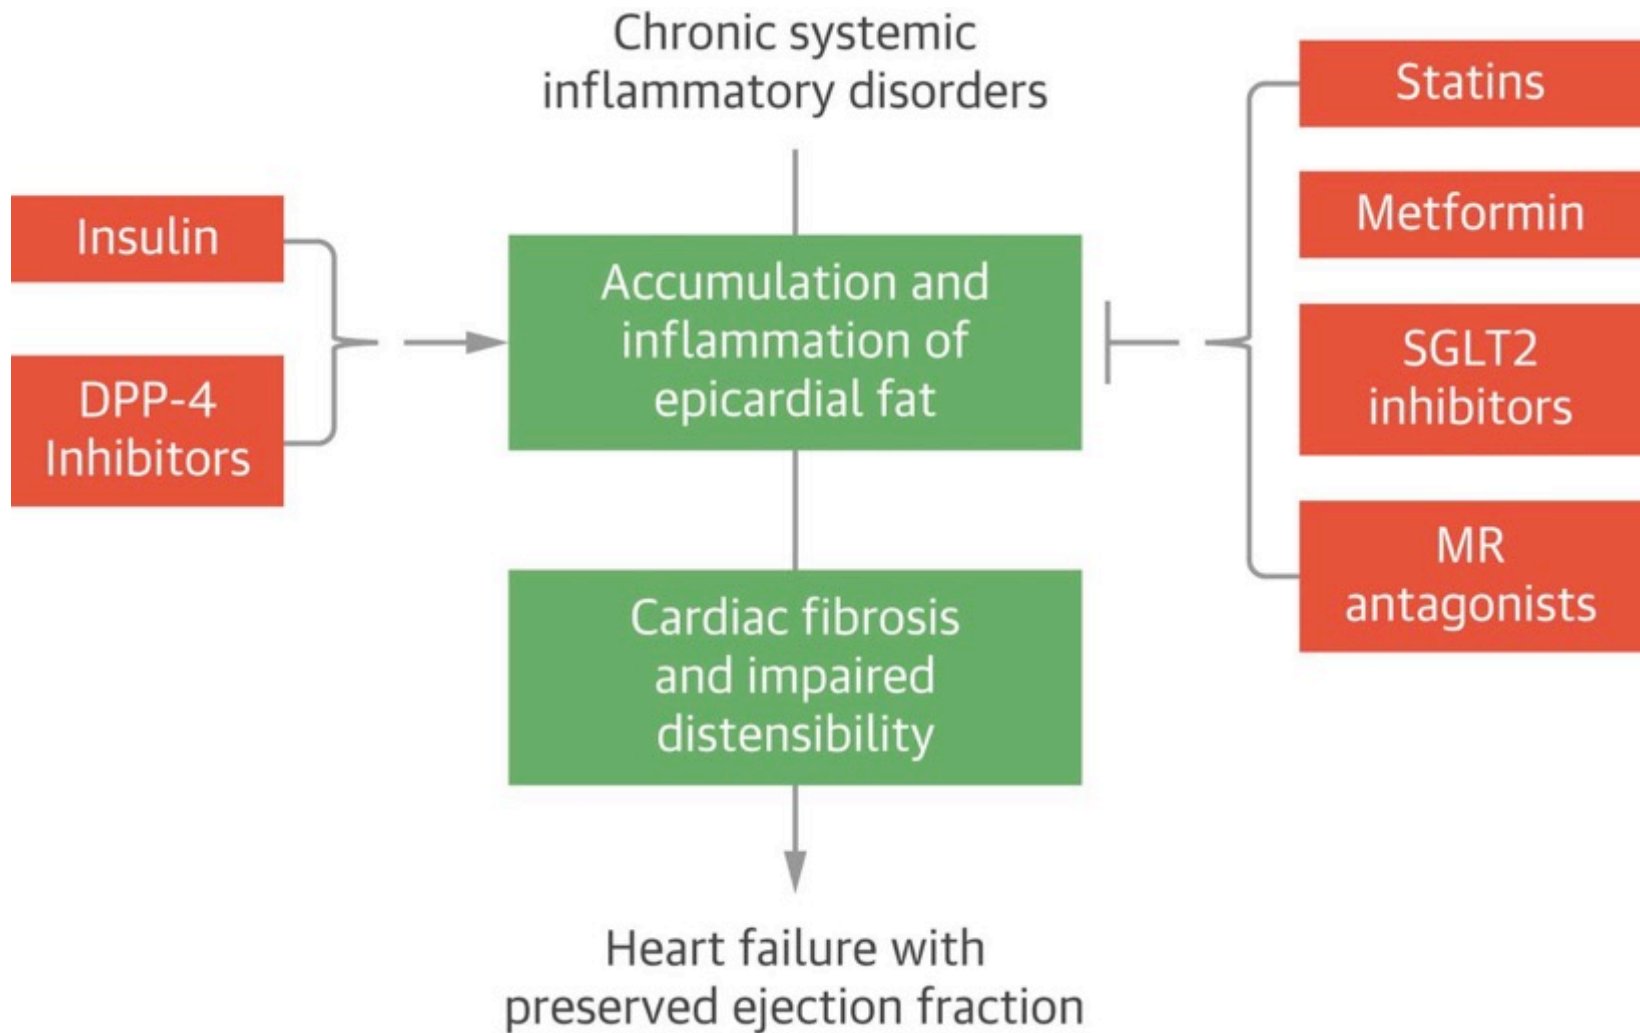 Chronic systemic
inflammatory disorders
Insulin
DPP-4
Inhibitors
Accumulation and
inflammation of
epicardial fat
Statins
Metformin
SGLT2
inhibitors
MR
antagonists
Cardiac fibrosis
and impaired
distensibility
Heart failure with
preserved ejection fraction